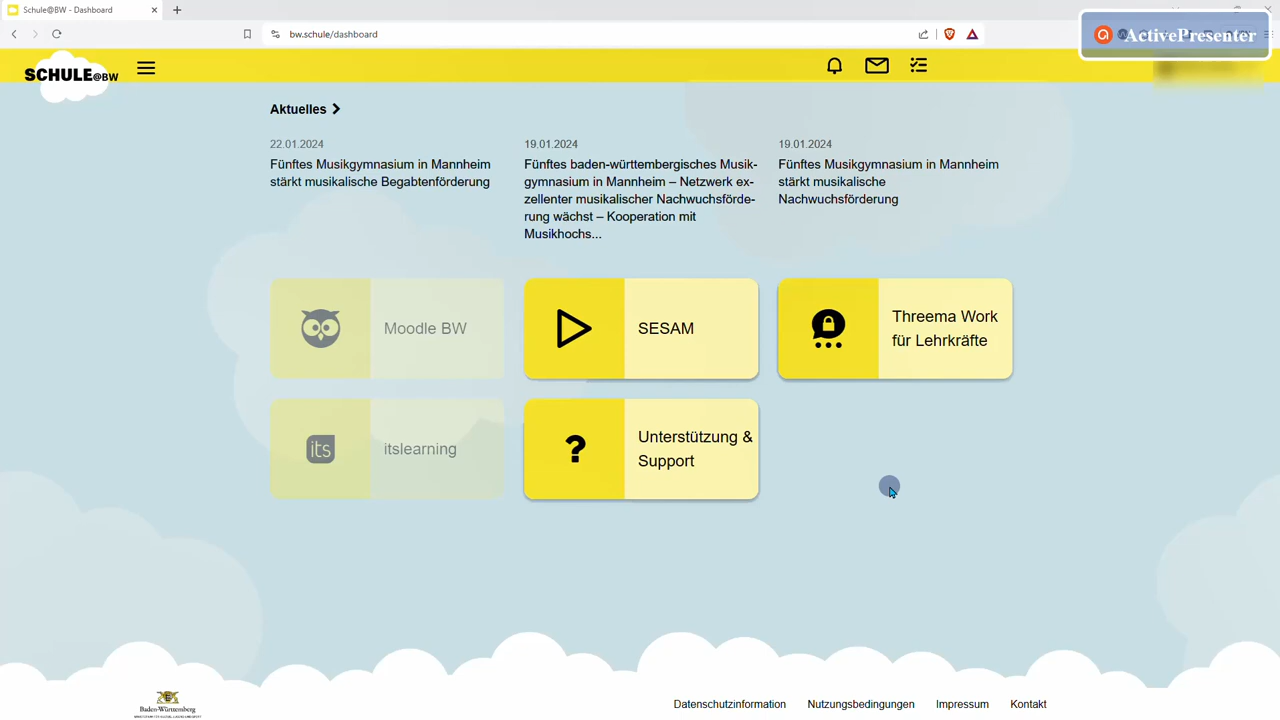 Schule@BW - Dashboard
bw.schule/dashboard
ActivePresenter
SCHULE@BW
Aktuelles
22.01.2024
Fünftes Musikgymnasium in Mannheim
stärkt musikalische Begabtenförderung
19.01.2024
Fünftes baden-württembergisches Musik-
gymnasium in Mannheim – Netzwerk ex-
zellenter musikalischer Nachwuchsförde-
rung wächst – Kooperation mit
Musikhochs...
19.01.2024
Fünftes Musikgymnasium in Mannheim
stärkt musikalische
Nachwuchsförderung
Moodle BW
SESAM
Threema Work
für Lehrkräfte
its
itslearning
?
Unterstützung &
Support
Baden-Württemberg
Datenschutzinformation
Nutzungsbedingungen
Impressum
Kontakt